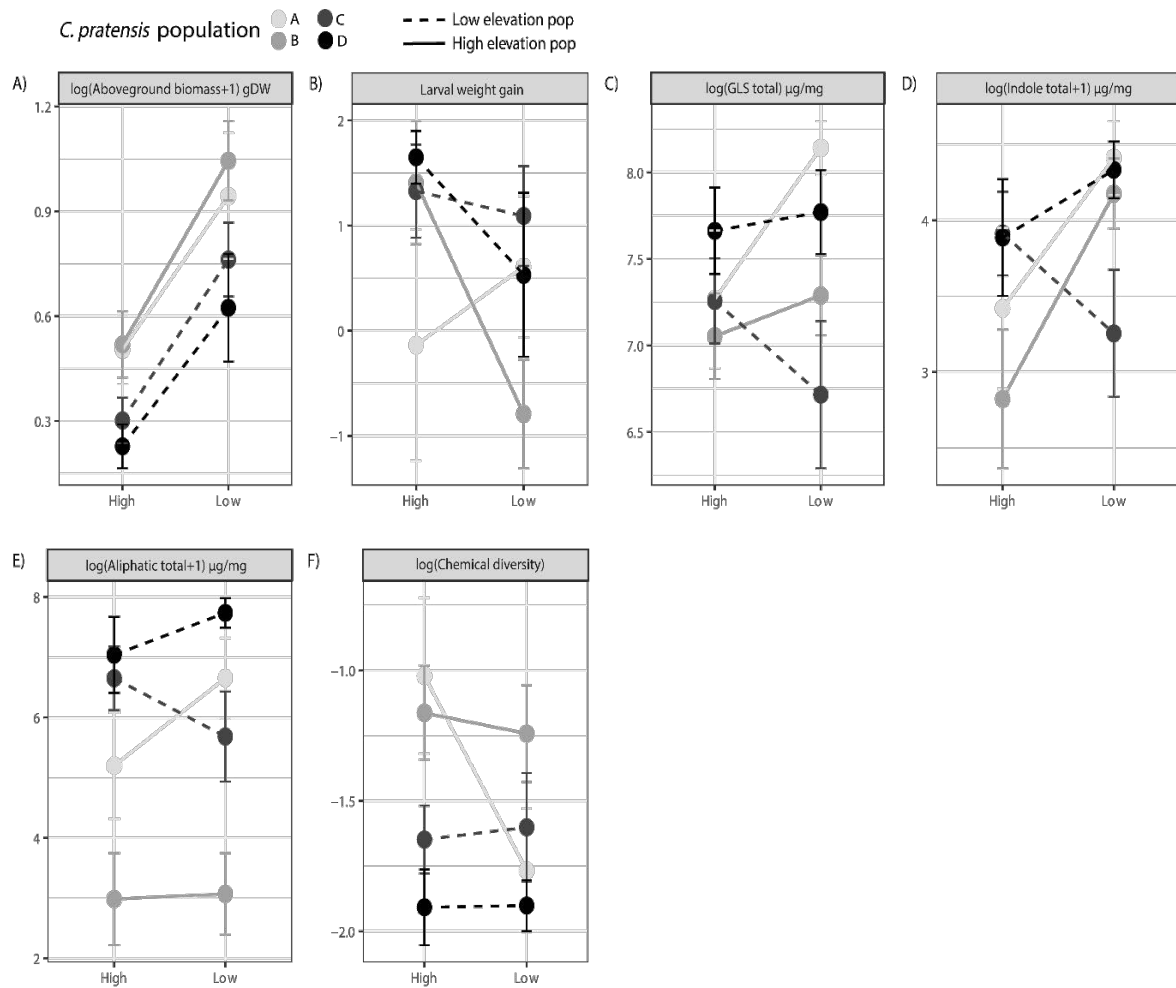 C. pratensis population
A
C
B
D
Low elevation pop
High elevation pop
A)
log(Aboveground biomass+1) gDW
1.2
0.9
0.6
0.3
High
Low
B)
Larval weight gain
2
1
0
−1
High
Low
C)
log(GLS total) μg/mg
8.0
7.5
7.0
6.5
High
Low
D)
log(Indole total+1) μg/mg
4
3
High
Low
E)
log(Aliphatic total+1) μg/mg
8
6
4
2
High
Low
F)
log(Chemical diversity)
−1.0
−1.5
−2.0
High
Low